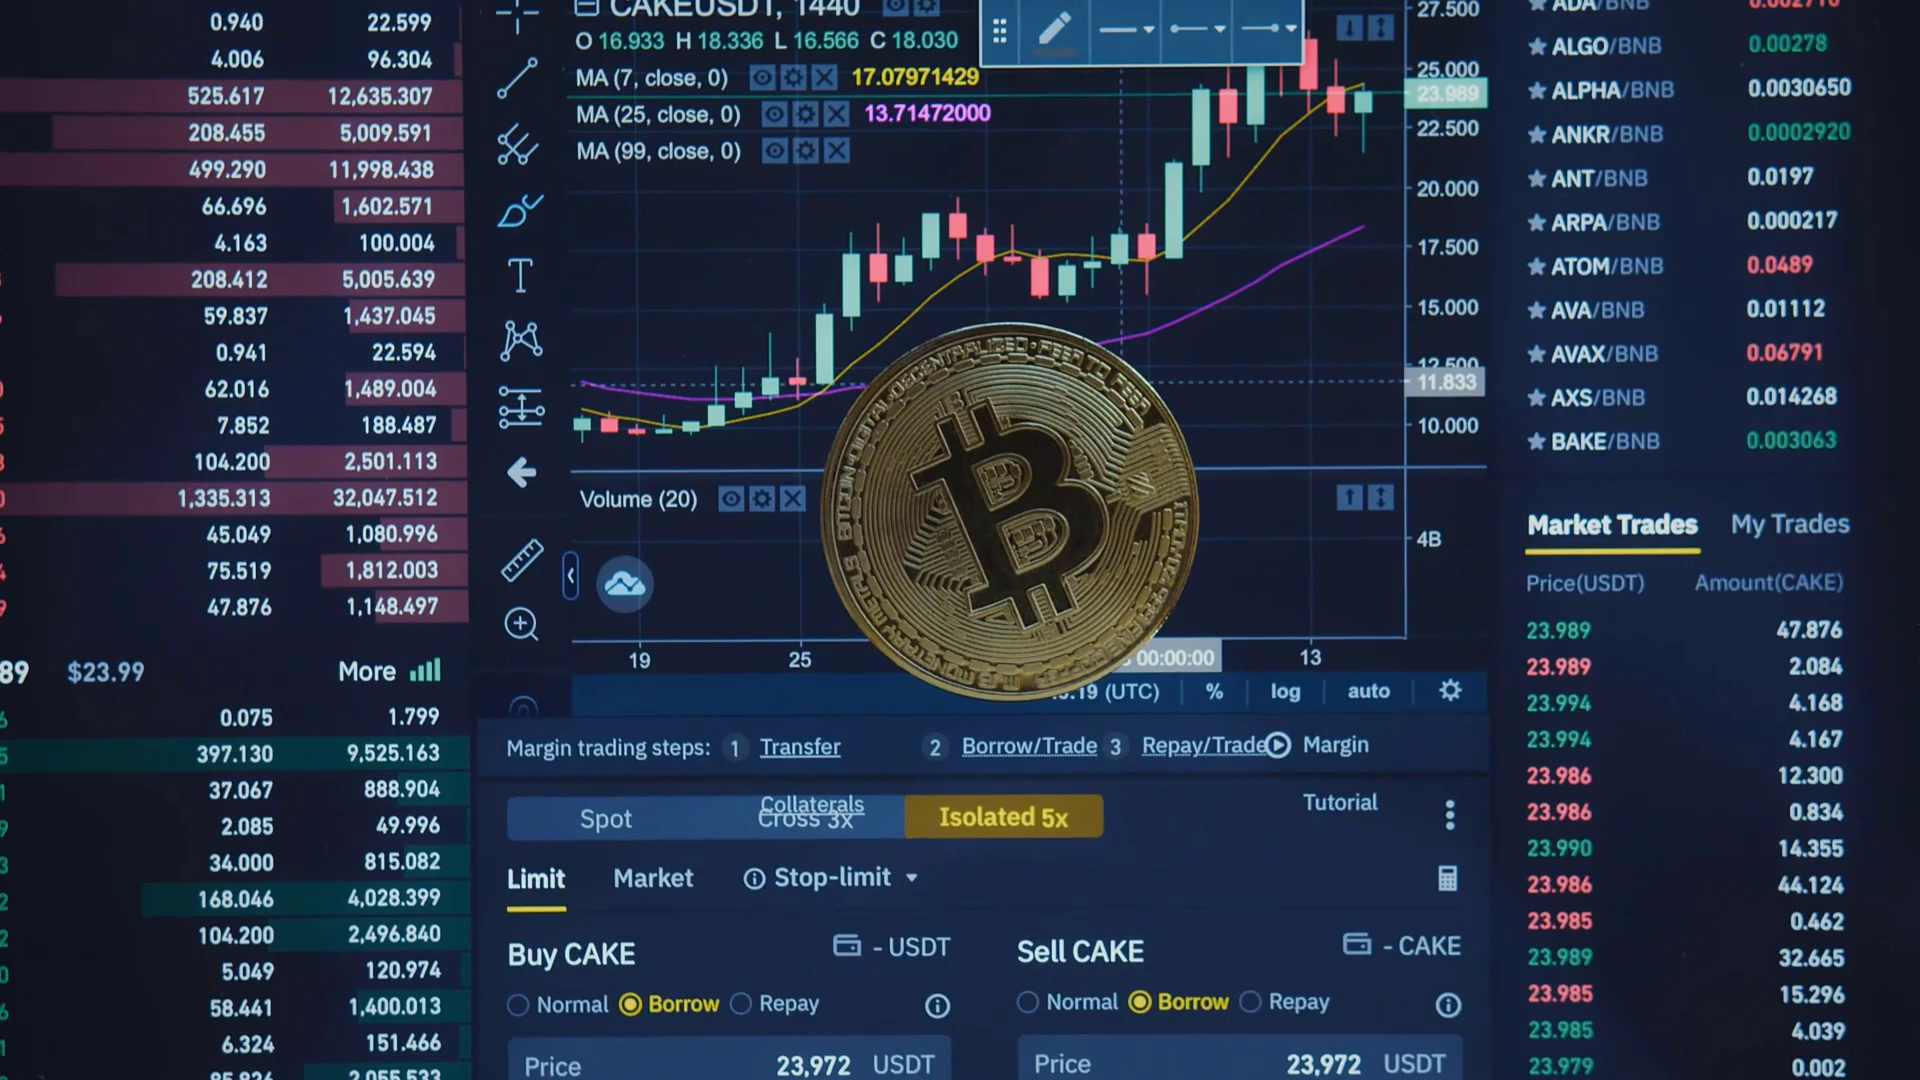 0.940 22.599
4.006 96.304
525.617 12,635.307
208.455 5,009.591
499.290 11,998.438
66.696 1,602.571
4.163 100.004
208.412 5,005.639
59.837 1,437.045
0.941 22.594
62.016 1,489.004
7.852 188.487
104.200 2,501.113
1,335.313 32,047.512
45.049 1,080.996
75.519 1,812.003
47.876 1,148.497
89 $23.99 More
0.075 1.799
397.130 9,525.163
37.067 888.904
2.085 49.996
34.000 815.082
168.046 4,028.399
104.200 2,496.840
5.049 120.974
58.441 1,400.013
6.324 151.466
2,055.533
CAKEUSDT, 1440
O 16.933 H 18.336 L 16.566 C 18.030
MA (7, close, 0) 17.07971429
MA (25, close, 0) 13.71472000
MA (99, close, 0)
27.500
25.000
23.989
22.500
20.000
17.500
15.000
12.500
11.833
10.000
Volume (20)
4B
BITCOIN·DIGITAL·DECENTRALIZED·PEER TO PEER
19 25 00:00:00 13
(UTC) % log auto
Margin trading steps: 1 Transfer 2 Borrow/Trade 3 Repay/Trade Margin
Collaterals
Tutorial
Spot Cross 3x Isolated 5x
Limit Market Stop-limit
Buy CAKE - USDT Sell CAKE - CAKE
Normal Borrow Repay Normal Borrow Repay
Price 23,972 USDT Price 23,972 USDT
ADA/BNB
ALGO/BNB 0.00278
ALPHA/BNB 0.0030650
ANKR/BNB 0.0002920
ANT/BNB 0.0197
ARPA/BNB 0.000217
ATOM/BNB 0.0489
AVA/BNB 0.01112
AVAX/BNB 0.06791
AXS/BNB 0.014268
BAKE/BNB 0.003063
Market Trades My Trades
Price(USDT) Amount(CAKE)
23.989 47.876
23.989 2.084
23.994 4.168
23.994 4.167
23.986 12.300
23.986 0.834
23.990 14.355
23.986 44.124
23.985 0.462
23.989 32.665
23.985 15.296
23.985 4.039
23.979 0.002